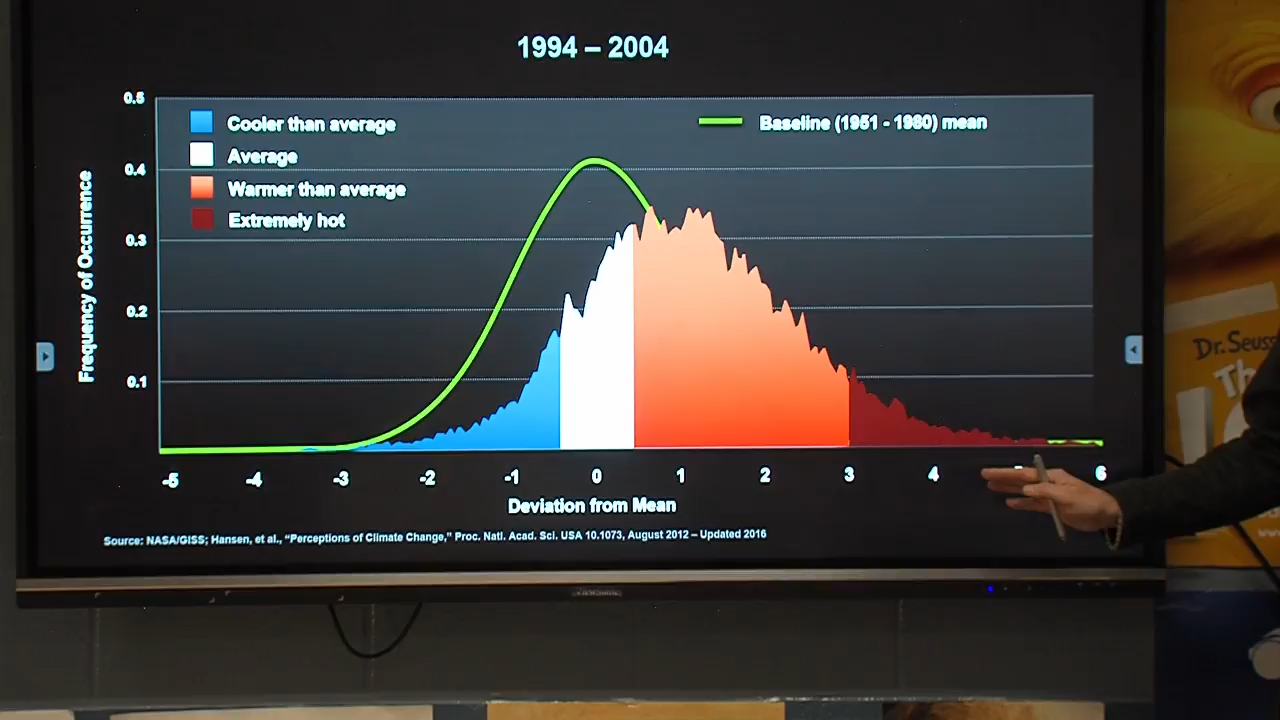 1994 – 2004
Frequency of Occurrence
0.5
0.4
0.3
0.2
0.1
Cooler than average
Average
Warmer than average
Extremely hot
Baseline (1951 - 1980) mean
-5 -4 -3 -2 -1 0 1 2 3 4 6
Deviation from Mean
Source: NASA/GISS; Hansen, et al., “Perceptions of Climate Change,” Proc. Natl. Acad. Sci. USA 10.1073, August 2012 – Updated 2016
VIEWSONIC
Dr. Seuss